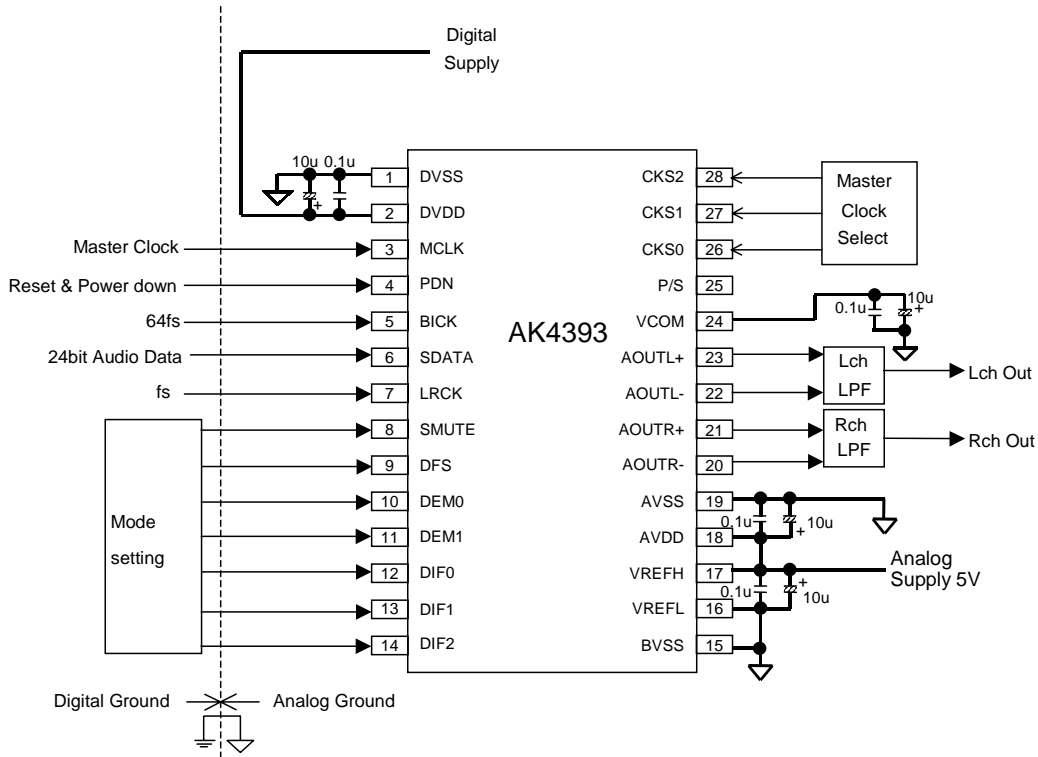 Digital
Supply
10u 0.1u
+
1 DVSS
2 DVDD
Master Clock 3 MCLK
Reset & Power down 4 PDN
64fs 5 BICK
24bit Audio Data 6 SDATA
fs 7 LRCK
8 SMUTE
9 DFS
10 DEM0
11 DEM1
12 DIF0
13 DIF1
14 DIF2
Mode
setting
AK4393
CKS2 28
CKS1 27
CKS0 26
Master
Clock
Select
P/S 25
VCOM 24
0.1u 10u
+
AOUTL+ 23
AOUTL- 22
Lch
LPF
Lch Out
AOUTR+ 21
AOUTR- 20
Rch
LPF
Rch Out
AVSS 19
0.1u 10u
+
AVDD 18
VREFH 17
0.1u 10u
+
VREFL 16
BVSS 15
Analog
Supply 5V
Digital Ground Analog Ground